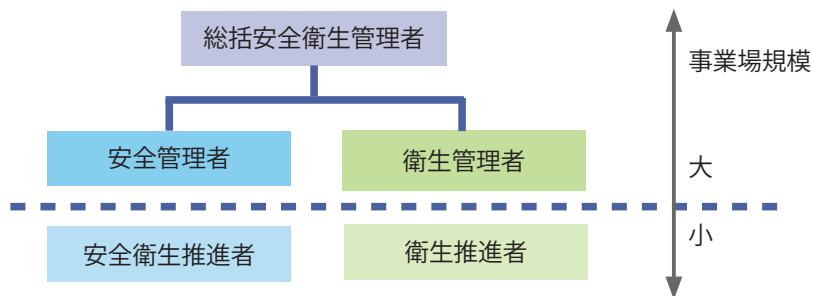 総括安全衛生管理者
事業場規模
安全管理者
衛生管理者
大
小
安全衛生推進者
衛生推進者